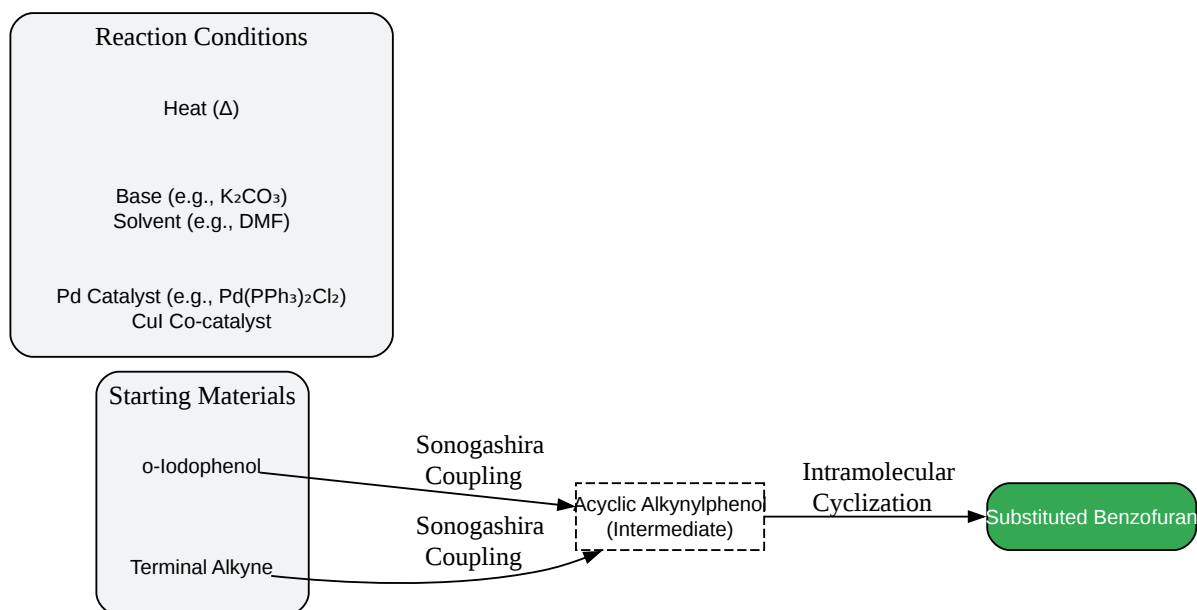 Reaction Conditions
Heat (Δ)
Base (e.g., K₂CO₃)
Solvent (e.g., DMF)
Pd Catalyst (e.g., Pd(PPh₃)₂Cl₂)
CuI Co-catalyst
Starting Materials
o-Iodophenol
Terminal Alkyne
Sonogashira
Coupling
Sonogashira
Coupling
Acyclic Alkynylphenol
(Intermediate)
Intramolecular
Cyclization
Substituted Benzofuran